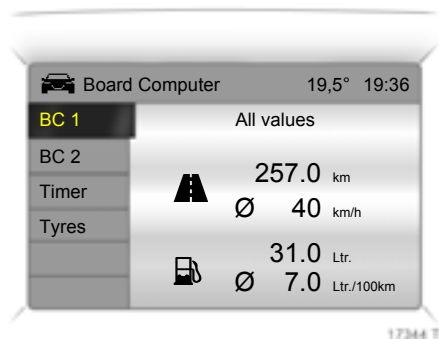 Board Computer 19,5° 19:36
BC 1
All values
BC 2
Timer
Tyres
257.0 km
Ø 40 km/h
31.0 Ltr.
Ø 7.0 Ltr./100km
17344 T